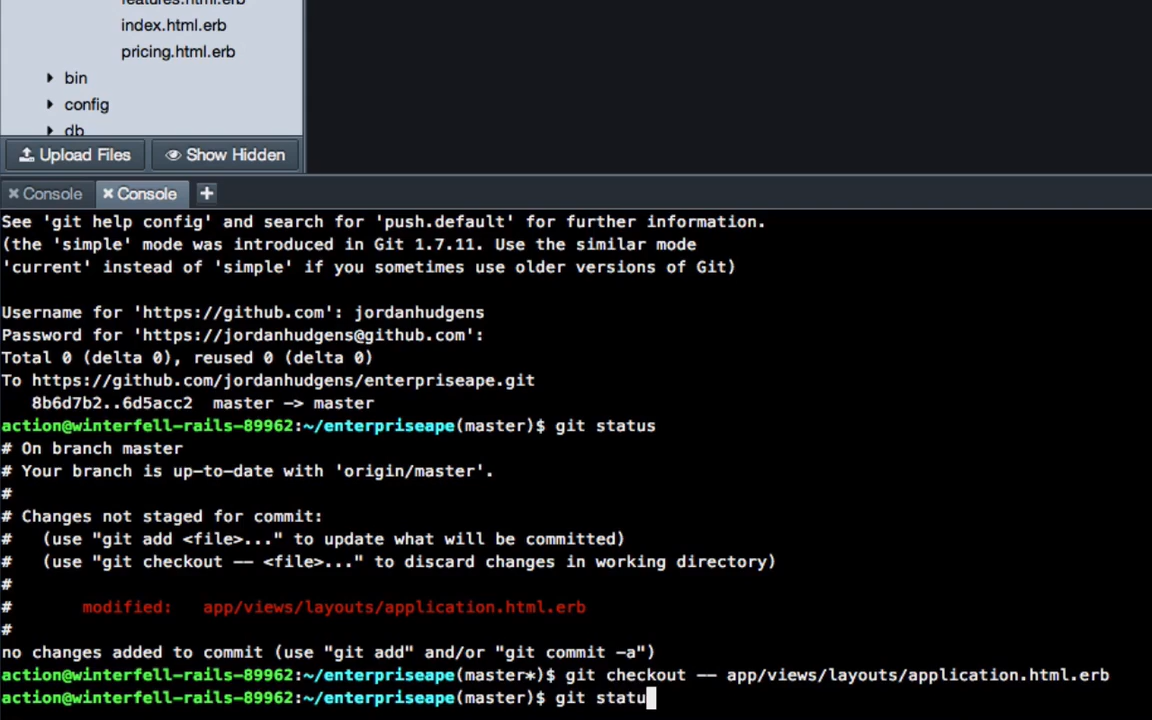 features.html.erb
index.html.erb
pricing.html.erb
bin
config
db
Upload Files Show Hidden
Console Console +
See 'git help config' and search for 'push.default' for further information.
(the 'simple' mode was introduced in Git 1.7.11. Use the similar mode
'current' instead of 'simple' if you sometimes use older versions of Git)
Username for 'https://github.com': jordanhudgens
Password for 'https://jordanhudgens@github.com':
Total 0 (delta 0), reused 0 (delta 0)
To https://github.com/jordanhudgens/enterpriseape.git
8b6d7b2..6d5acc2 master -> master
action@winterfell-rails-89962:~/enterpriseape(master)$ git status
# On branch master
# Your branch is up-to-date with 'origin/master'.
#
# Changes not staged for commit:
# (use "git add <file>..." to update what will be committed)
# (use "git checkout -- <file>..." to discard changes in working directory)
#
# modified: app/views/layouts/application.html.erb
#
no changes added to commit (use "git add" and/or "git commit -a")
action@winterfell-rails-89962:~/enterpriseape(master*)$ git checkout -- app/views/layouts/application.html.erb
action@winterfell-rails-89962:~/enterpriseape(master)$ git statu